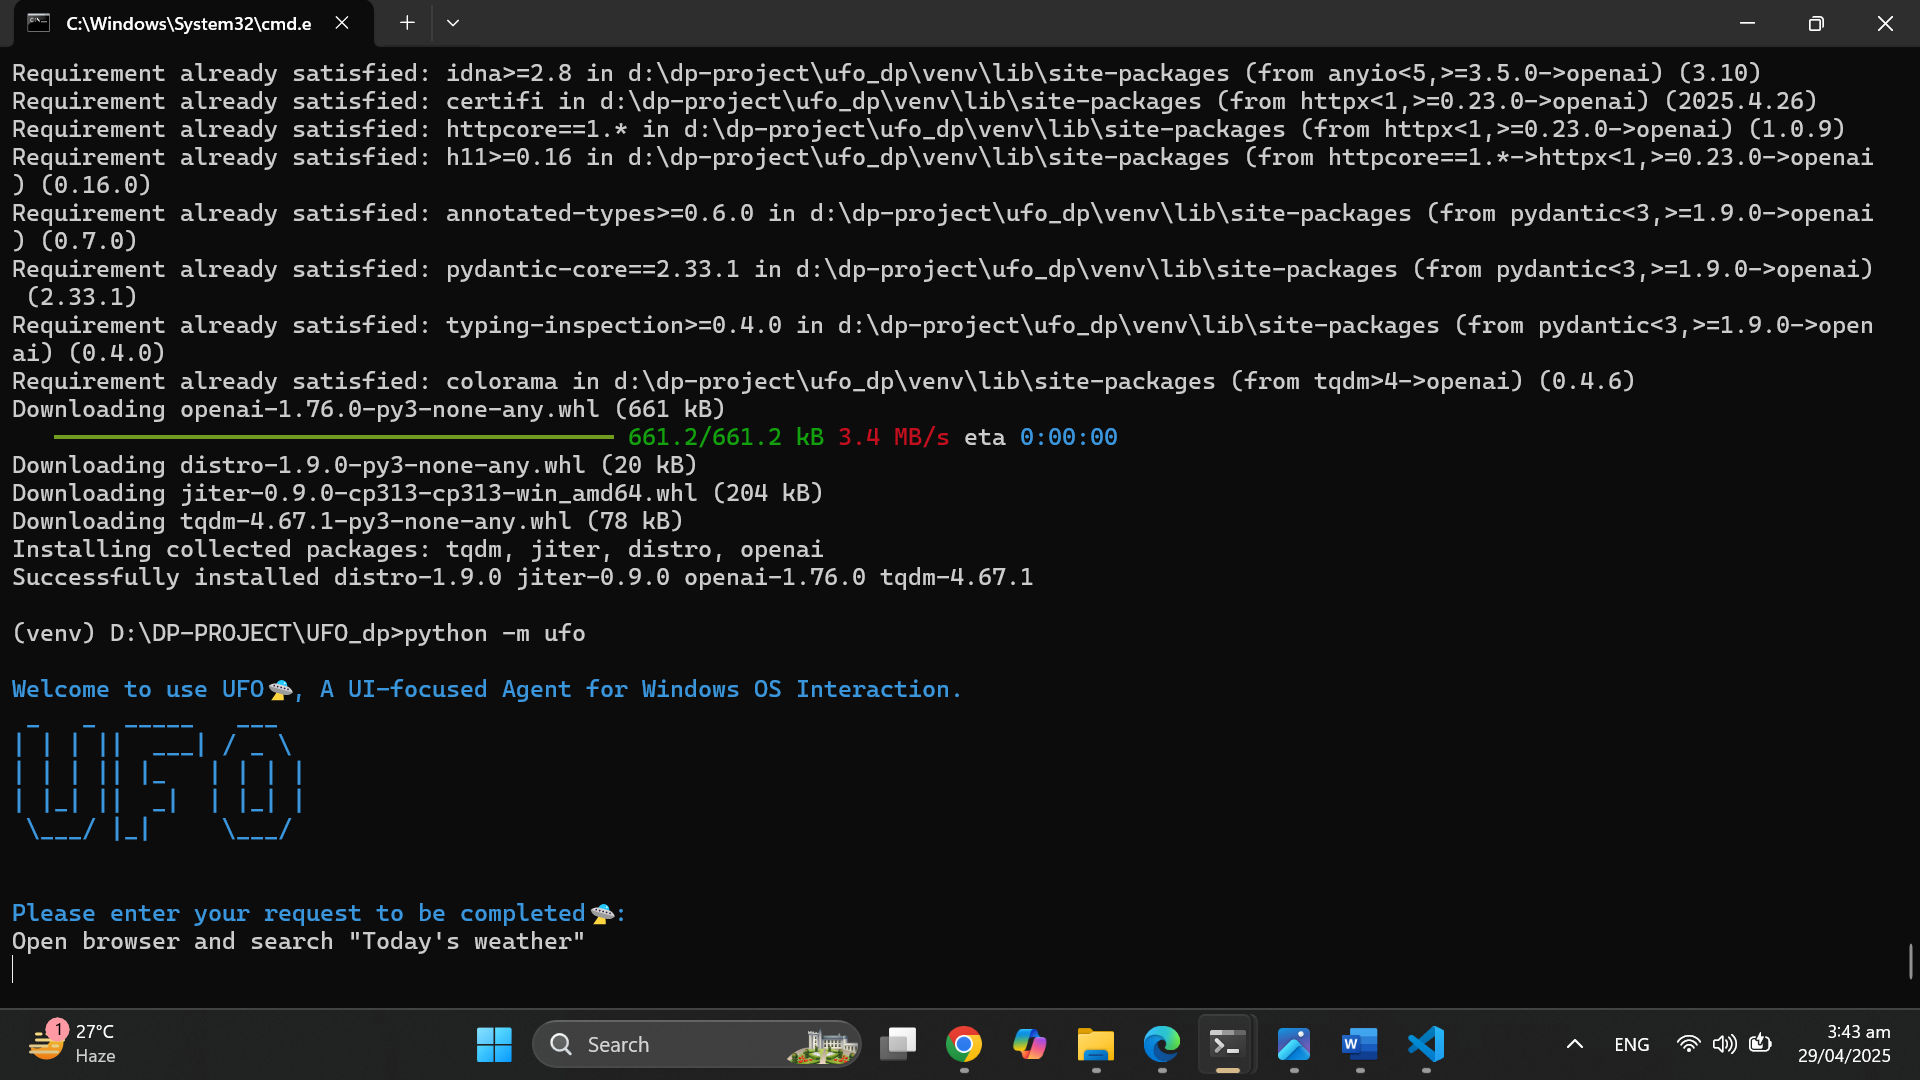 C:\Windows\System32\cmd.e
Requirement already satisfied: idna>=2.8 in d:\dp-project\ufo_dp\venv\lib\site-packages (from anyio<5,>=3.5.0->openai) (3.10)
Requirement already satisfied: certifi in d:\dp-project\ufo_dp\venv\lib\site-packages (from httpx<1,>=0.23.0->openai) (2025.4.26)
Requirement already satisfied: httpcore==1.* in d:\dp-project\ufo_dp\venv\lib\site-packages (from httpx<1,>=0.23.0->openai) (1.0.9)
Requirement already satisfied: h11>=0.16 in d:\dp-project\ufo_dp\venv\lib\site-packages (from httpcore==1.*->httpx<1,>=0.23.0->openai
) (0.16.0)
Requirement already satisfied: annotated-types>=0.6.0 in d:\dp-project\ufo_dp\venv\lib\site-packages (from pydantic<3,>=1.9.0->openai
) (0.7.0)
Requirement already satisfied: pydantic-core==2.33.1 in d:\dp-project\ufo_dp\venv\lib\site-packages (from pydantic<3,>=1.9.0->openai)
(2.33.1)
Requirement already satisfied: typing-inspection>=0.4.0 in d:\dp-project\ufo_dp\venv\lib\site-packages (from pydantic<3,>=1.9.0->open
ai) (0.4.0)
Requirement already satisfied: colorama in d:\dp-project\ufo_dp\venv\lib\site-packages (from tqdm>4->openai) (0.4.6)
Downloading openai-1.76.0-py3-none-any.whl (661 kB)
661.2/661.2 kB 3.4 MB/s eta 0:00:00
Downloading distro-1.9.0-py3-none-any.whl (20 kB)
Downloading jiter-0.9.0-cp313-cp313-win_amd64.whl (204 kB)
Downloading tqdm-4.67.1-py3-none-any.whl (78 kB)
Installing collected packages: tqdm, jiter, distro, openai
Successfully installed distro-1.9.0 jiter-0.9.0 openai-1.76.0 tqdm-4.67.1
(venv) D:\DP-PROJECT\UFO_dp>python -m ufo
Welcome to use UFO🛸, A UI-focused Agent for Windows OS Interaction.
UFO
Please enter your request to be completed🛸:
Open browser and search "Today's weather"
1
27°C
Haze
Search
ENG
3:43 am
29/04/2025